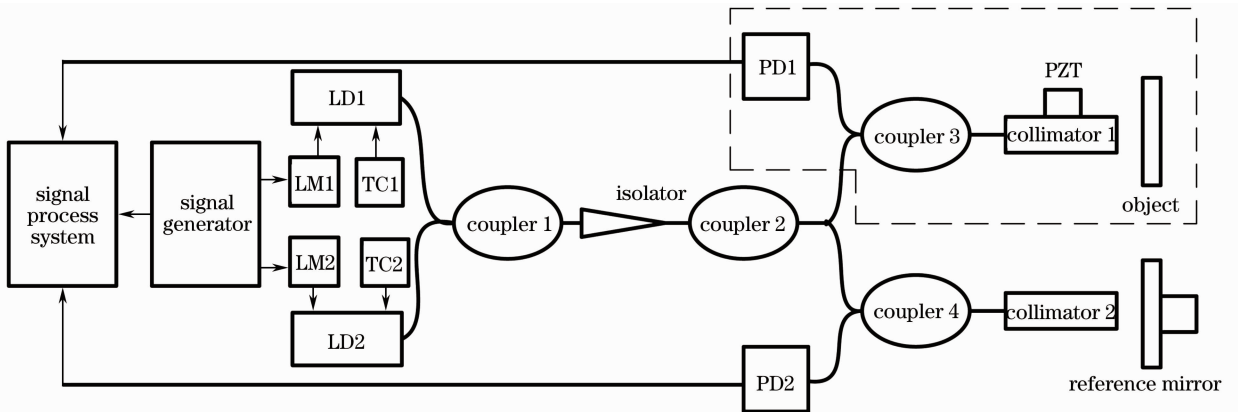 PD1
PZT
LD1
coupler 3
collimator 1
signal
process
system
signal
generator
LM1
TC1
isolator
object
coupler 1
coupler 2
LM2
TC2
LD2
coupler 4
collimator 2
PD2
reference mirror